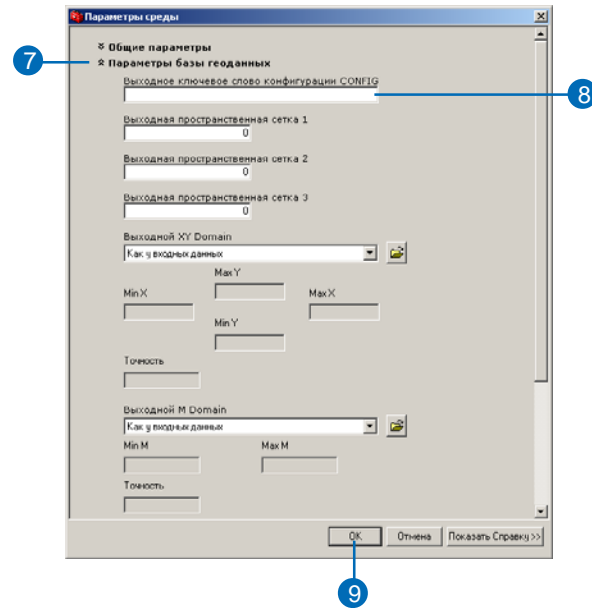 Параметры среды
Общие параметры
7
Параметры базы геоданных
Выходное ключевое слово конфигурации CONFIG
8
Выходная пространственная сетка 1
0
Выходная пространственная сетка 2
0
Выходная пространственная сетка 3
0
Выходной XY Domain
Как у входных данных
Max Y
Min X
Max X
Min Y
Точность
Выходной M Domain
Как у входных данных
Min M
Max M
Точность
OK
Отмена
Показать Справку >>
9